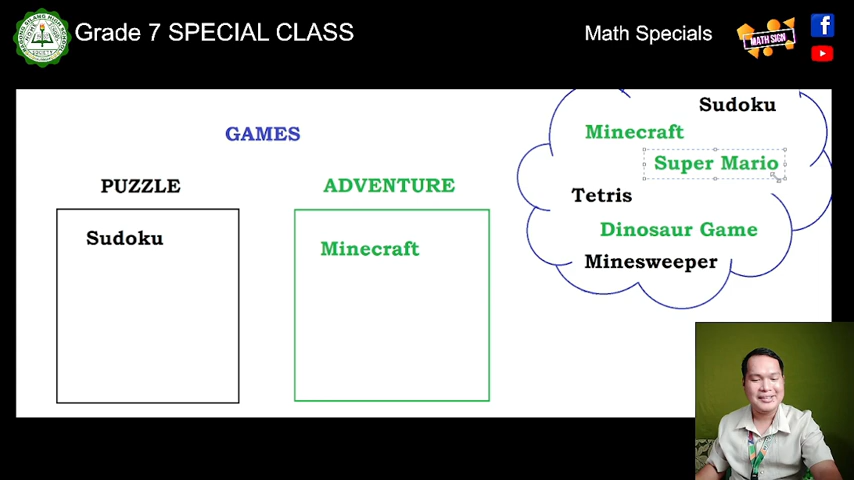 Grade 7 SPECIAL CLASS
Math Specials
MATH SIGN
GAMES
PUZZLE
ADVENTURE
Sudoku
Minecraft
Sudoku
Minecraft
Super Mario
Tetris
Dinosaur Game
Minesweeper